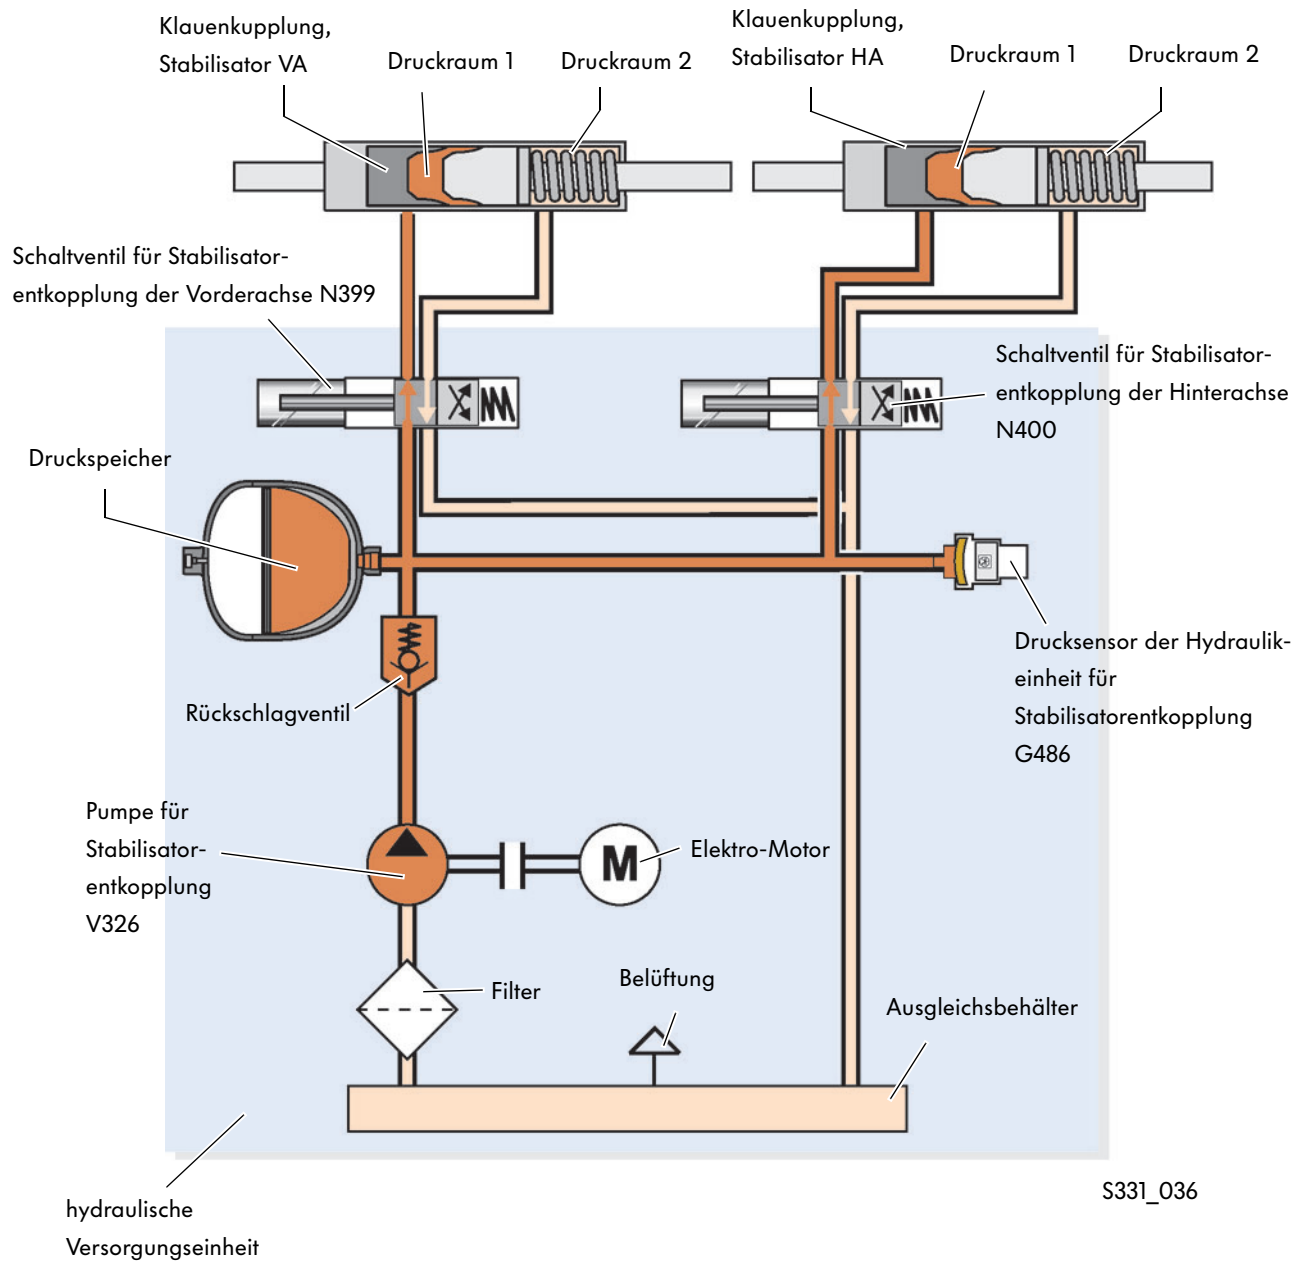 Klauenkupplung,
Stabilisator VA
Druckraum 1
Druckraum 2
Klauenkupplung,
Stabilisator HA
Druckraum 1
Druckraum 2
Schaltventil für Stabilisator-
entkopplung der Vorderachse N399
Schaltventil für Stabilisator-
entkopplung der Hinterachse
N400
Druckspeicher
Drucksensor der Hydraulik-
einheit für
Stabilisatorentkopplung
G486
Rückschlagventil
Pumpe für
Stabilisator-
entkopplung
V326
M
Elektro-Motor
Filter
Belüftung
Ausgleichsbehälter
hydraulische
Versorgungseinheit
S331_036